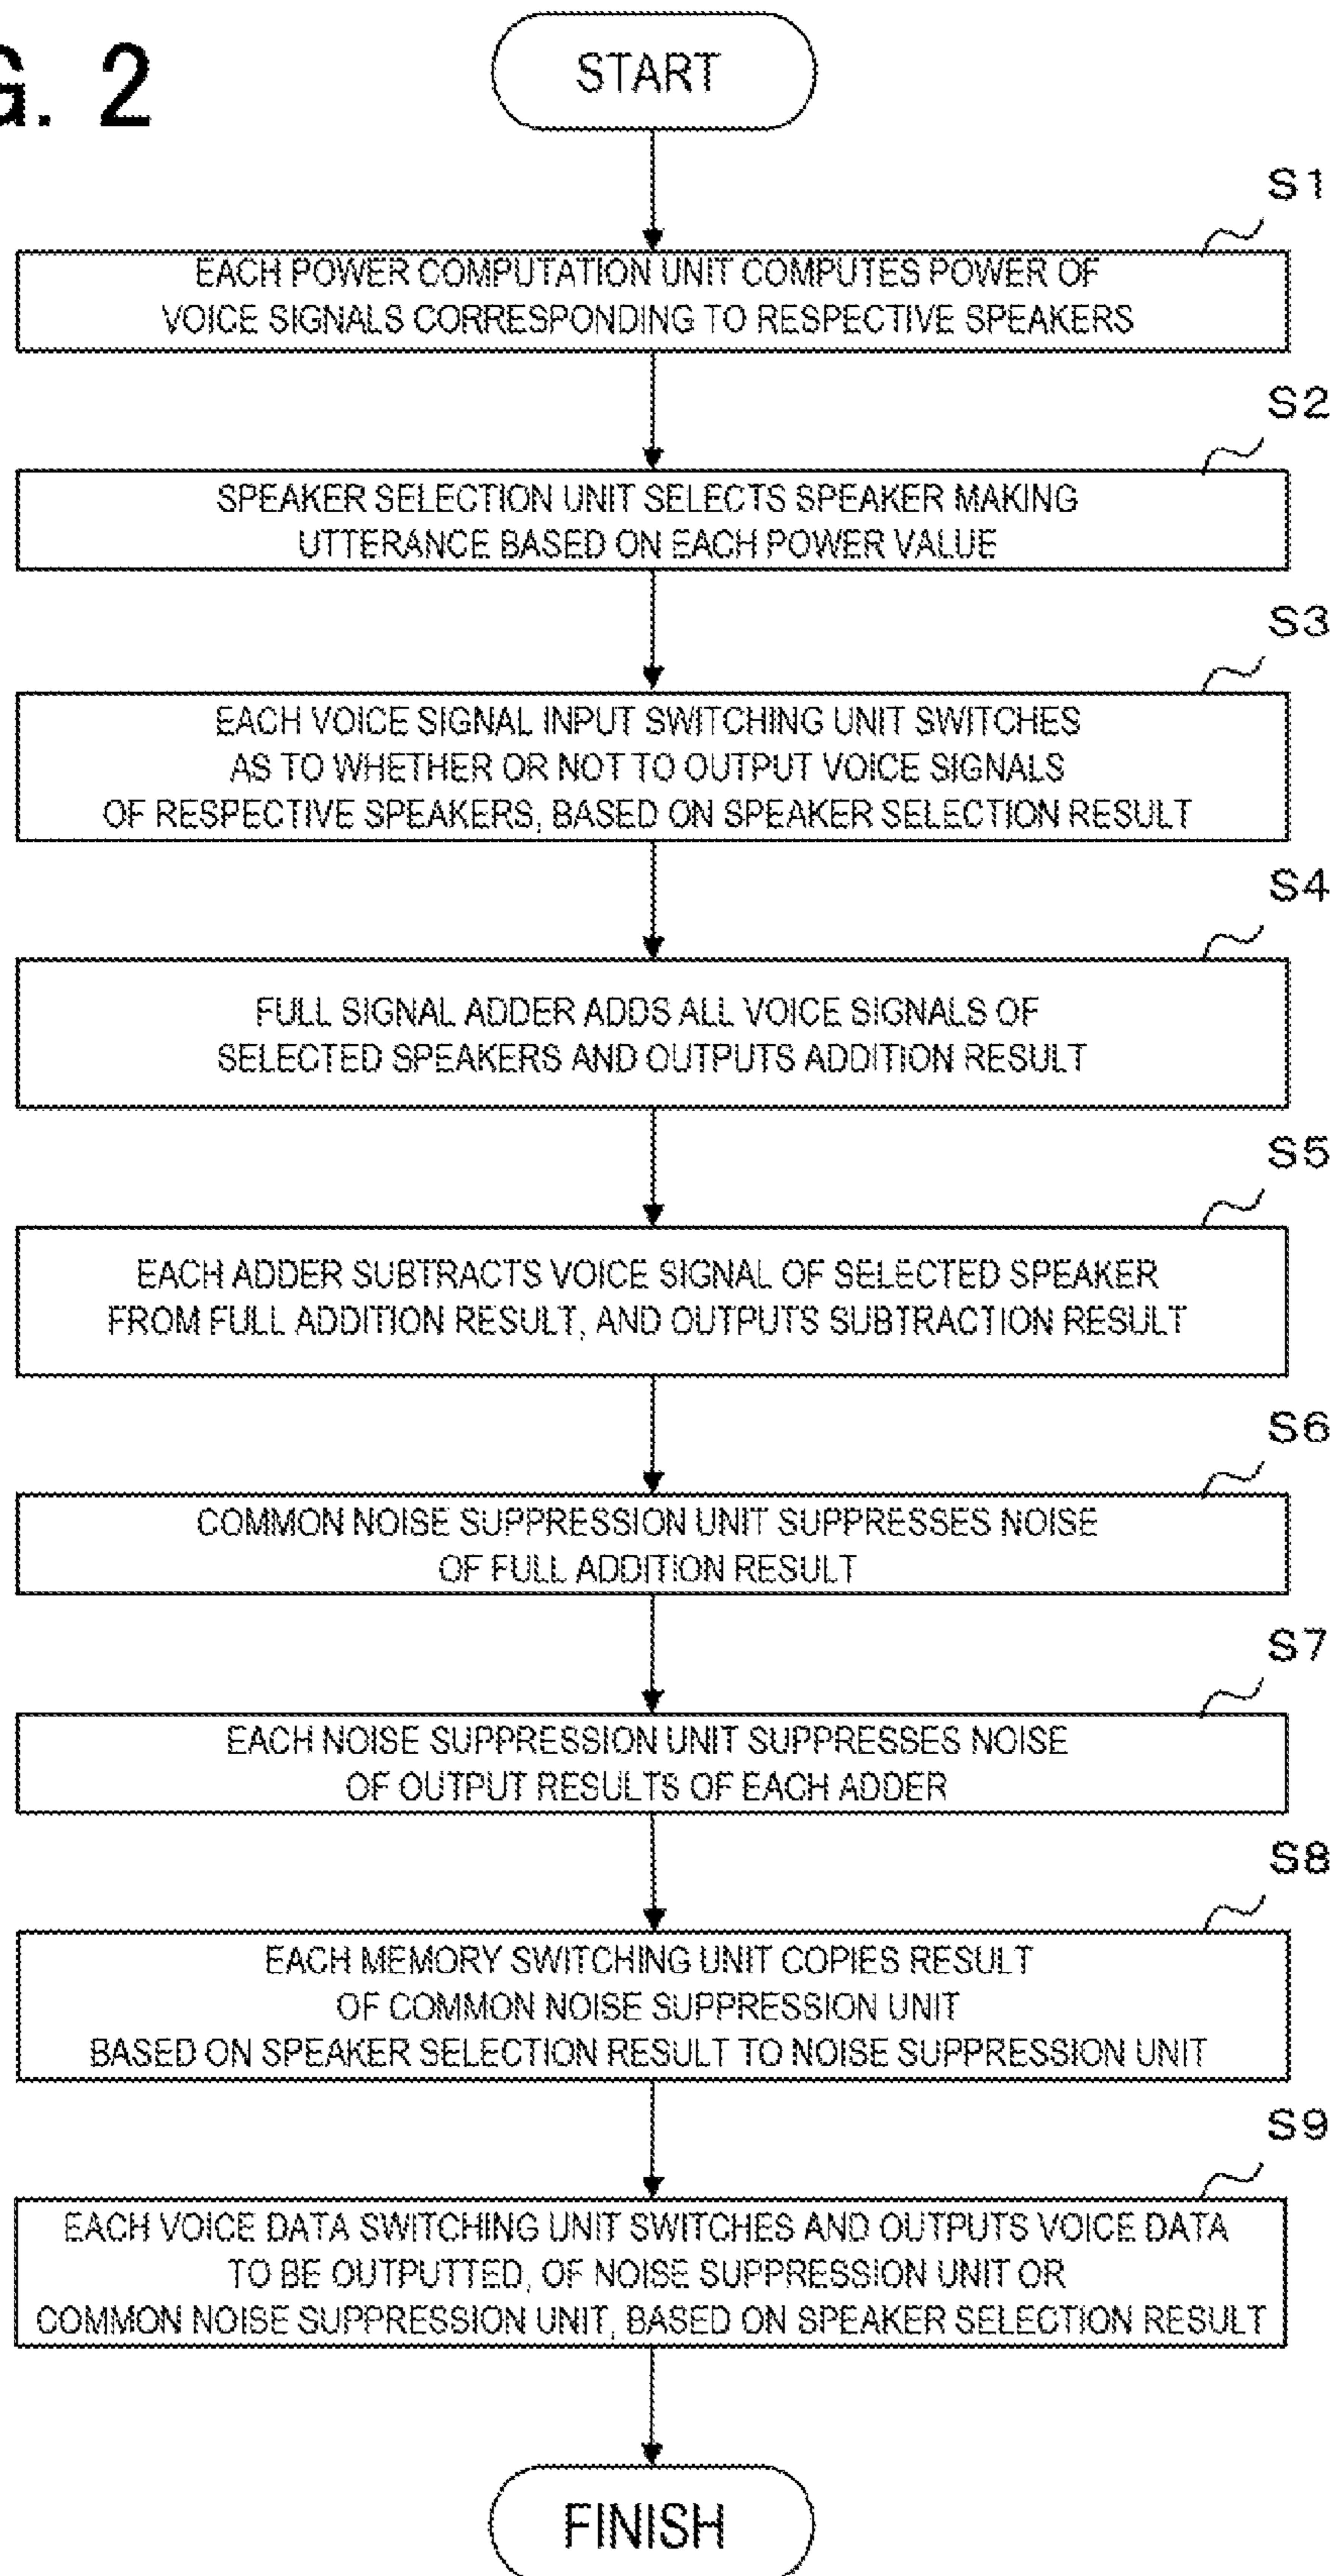 G. 2
START
S1
EACH POWER COMPUTATION UNIT COMPUTES POWER OF
VOICE SIGNALS CORRESPONDING TO RESPECTIVE SPEAKERS
S2
SPEAKER SELECTION UNIT SELECTS SPEAKER MAKING
UTTERANCE BASED ON EACH POWER VALUE
S3
EACH VOICE SIGNAL INPUT SWITCHING UNIT SWITCHES
AS TO WHETHER OR NOT TO OUTPUT VOICE SIGNALS
OF RESPECTIVE SPEAKERS, BASED ON SPEAKER SELECTION RESULT
S4
FULL SIGNAL ADDER ADDS ALL VOICE SIGNALS OF
SELECTED SPEAKERS AND OUTPUTS ADDITION RESULT
S5
EACH ADDER SUBTRACTS VOICE SIGNAL OF SELECTED SPEAKER
FROM FULL ADDITION RESULT, AND OUTPUTS SUBTRACTION RESULT
S6
COMMON NOISE SUPPRESSION UNIT SUPPRESSES NOISE
OF FULL ADDITION RESULT
S7
EACH NOISE SUPPRESSION UNIT SUPPRESSES NOISE
OF OUTPUT RESULTS OF EACH ADDER
S8
EACH MEMORY SWITCHING UNIT COPIES RESULT
OF COMMON NOISE SUPPRESSION UNIT
BASED ON SPEAKER SELECTION RESULT TO NOISE SUPPRESSION UNIT
S9
EACH VOICE DATA SWITCHING UNIT SWITCHES AND OUTPUTS VOICE DATA
TO BE OUTPUTTED, OF NOISE SUPPRESSION UNIT OR
COMMON NOISE SUPPRESSION UNIT, BASED ON SPEAKER SELECTION RESULT
FINISH